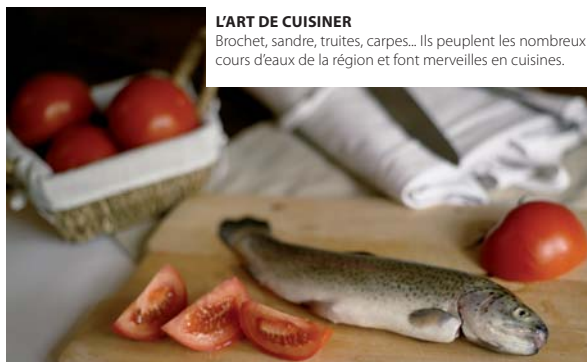 L’ART DE CUISINER
Brochet, sandre, truites, carpes... Ils peuplent les nombreux
cours d’eaux de la région et font merveilles en cuisines.